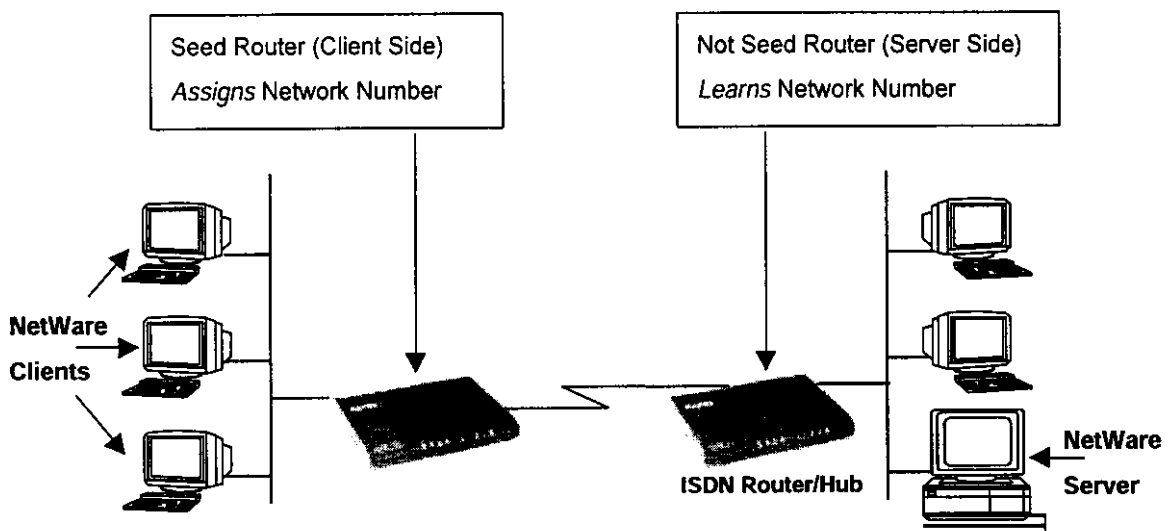 Seed Router (Client Side)
Assigns Network Number
Not Seed Router (Server Side)
Learns Network Number
NetWare
Clients
ISDN Router/Hub
NetWare
Server